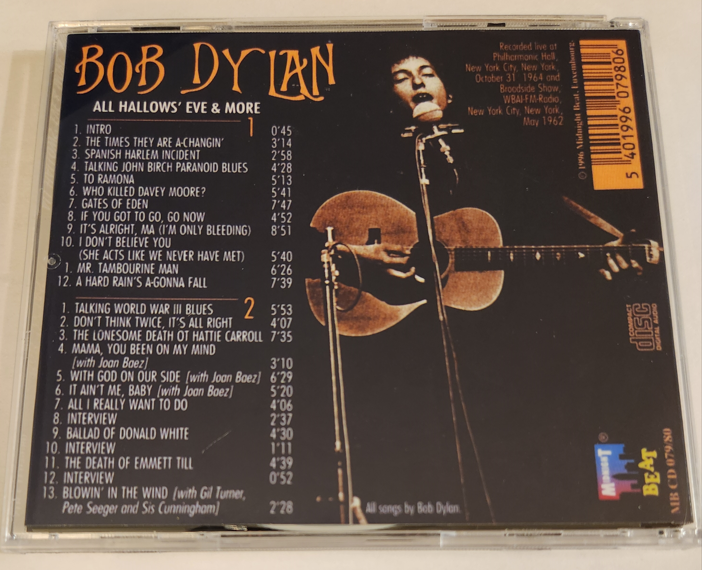 BOB DYLAN
ALL HALLOWS' EVE & MORE
1
1. INTRO 0'45
2. THE TIMES THEY ARE A-CHANGIN' 3'14
3. SPANISH HARLEM INCIDENT 2'58
4. TALKING JOHN BIRCH PARANOID BLUES 4'28
5. TO RAMONA 5'13
6. WHO KILLED DAVEY MOORE? 5'41
7. GATES OF EDEN 7'47
8. IF YOU GOT TO GO, GO NOW 4'52
9. IT'S ALRIGHT, MA (I'M ONLY BLEEDING) 8'51
10. I DON'T BELIEVE YOU
(SHE ACTS LIKE WE NEVER HAVE MET) 5'40
1. MR. TAMBOURINE MAN 6'26
12. A HARD RAIN'S A-GONNA FALL 7'39
2
1. TALKING WORLD WAR III BLUES 5'53
2. DON'T THINK TWICE, IT'S ALL RIGHT 4'07
3. THE LONESOME DEATH OT HATTIE CARROLL 7'35
4. MAMA, YOU BEEN ON MY MIND
[with Joan Baez] 3'10
5. WITH GOD ON OUR SIDE [with Joan Baez] 6'29
6. IT AIN'T ME, BABY [with Joan Baez] 5'20
7. ALL I REALLY WANT TO DO 4'06
8. INTERVIEW 2'37
9. BALLAD OF DONALD WHITE 4'30
10. INTERVIEW 1'11
11. THE DEATH OF EMMETT TILL 4'39
12. INTERVIEW 0'52
13. BLOWIN' IN THE WIND [with Gil Turner,
Pete Seeger and Sis Cunningham] 2'28
Recorded live at
Philharmonic Hall,
New York City, New York,
October 31 1964 and
Broadside Show,
WBAI-FM-Radio,
New York City, New York,
May 1962
© 1996 Midnight Beat, Luxembourg.
5 401996 079806
COMPACT
disc
DIGITAL AUDIO
MIDNIGHT
BEAT
®
MB CD 079/80
All songs by Bob Dylan.